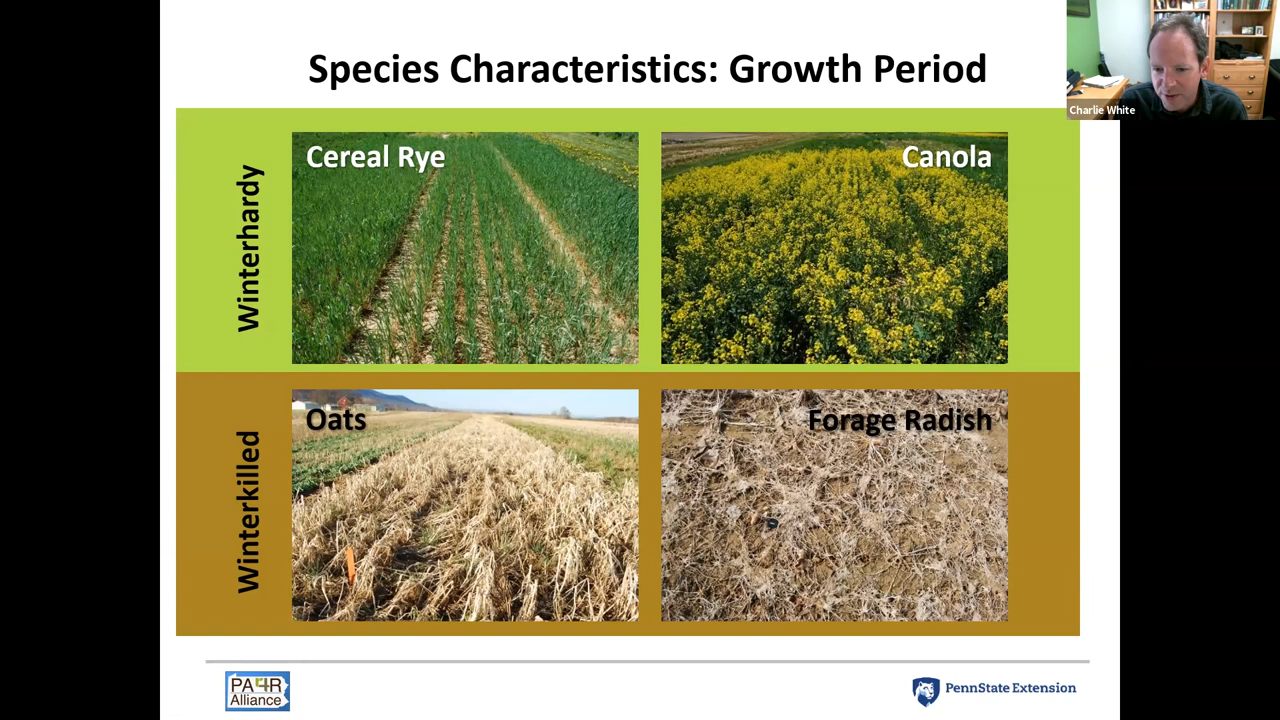 Species Characteristics: Growth Period
Charlie White
Winterhardy
Cereal Rye
Canola
Winterkilled
Oats
Forage Radish
PA4R
Alliance
PennState Extension